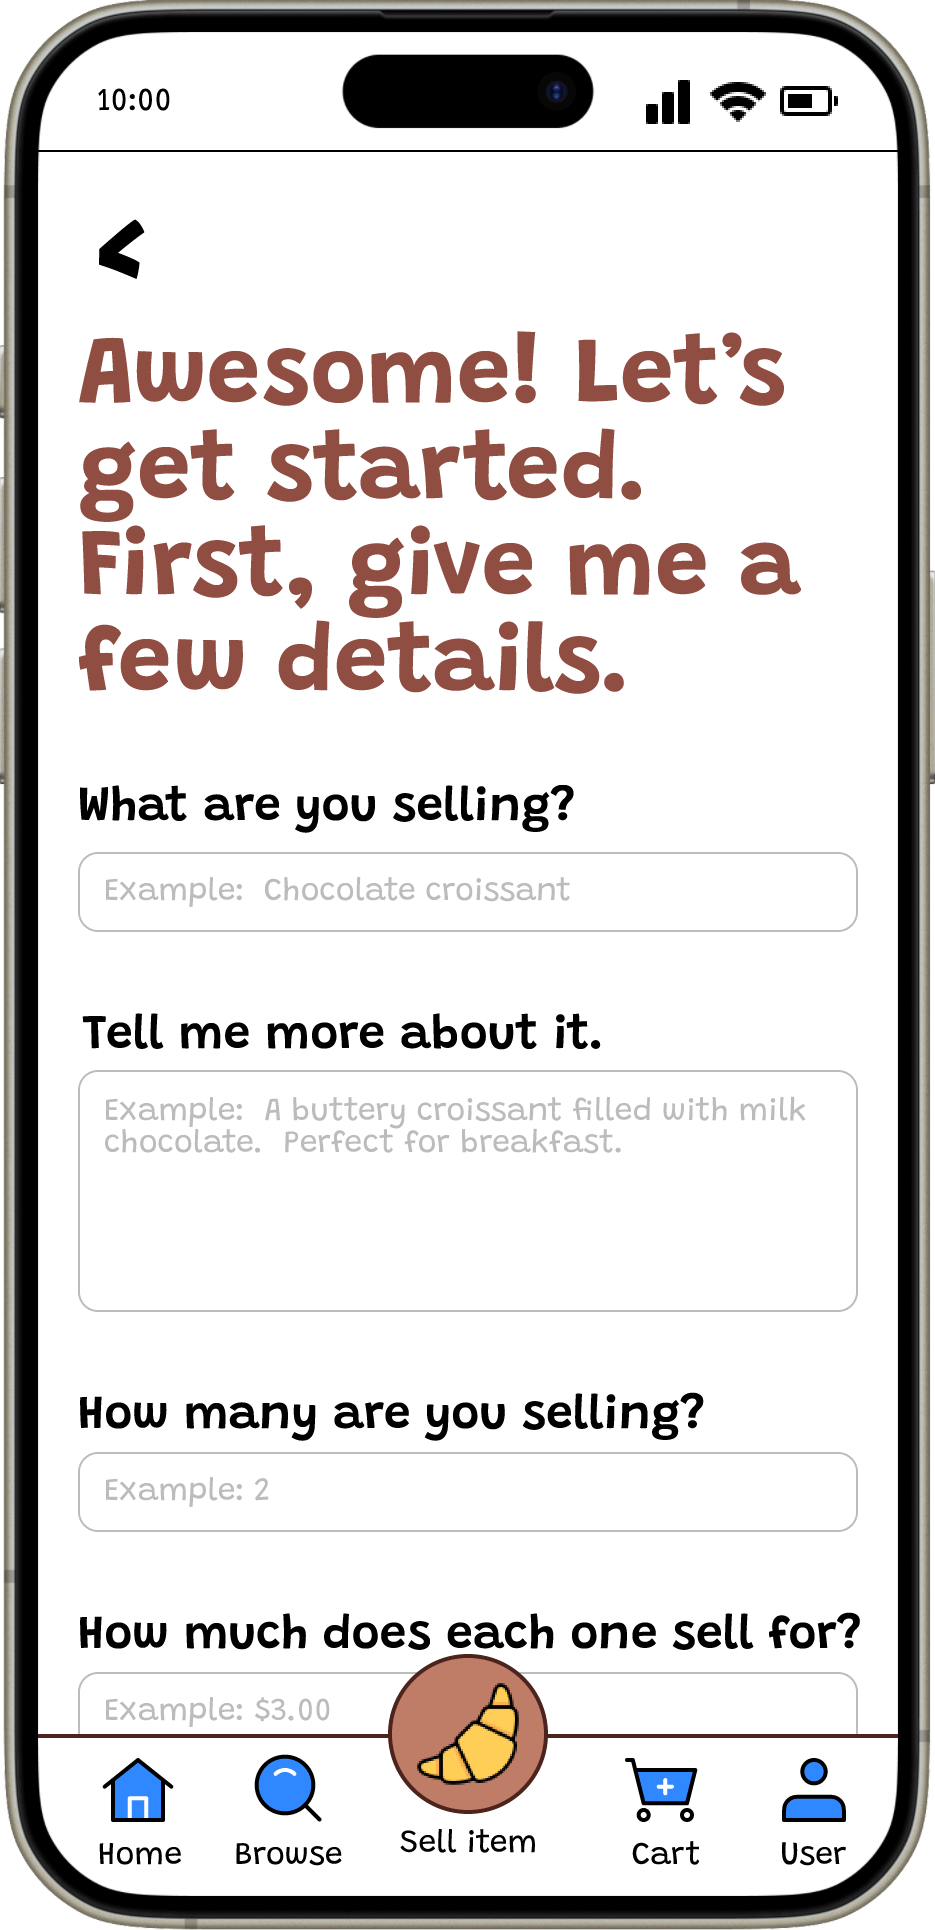 10:00
Awesome! Let’s
get started.
First, give me a
few details.
What are you selling?
Example:  Chocolate croissant
Tell me more about it.
Example:  A buttery croissant filled with milk
chocolate.  Perfect for breakfast.
How many are you selling?
Example: 2
How much does each one sell for?
Example: $3.00
Home
Browse
Sell item
Cart
User